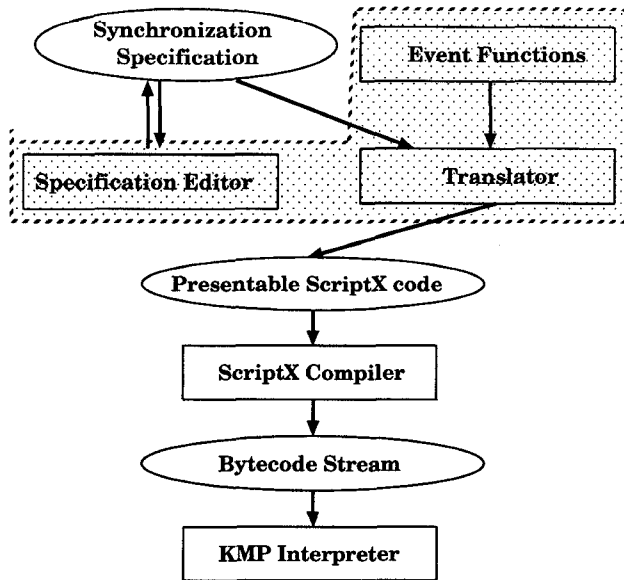 Synchronization
Specification
Event Functions
Specification Editor
Translator
Presentable ScriptX code
ScriptX Compiler
Bytecode Stream
KMP Interpreter